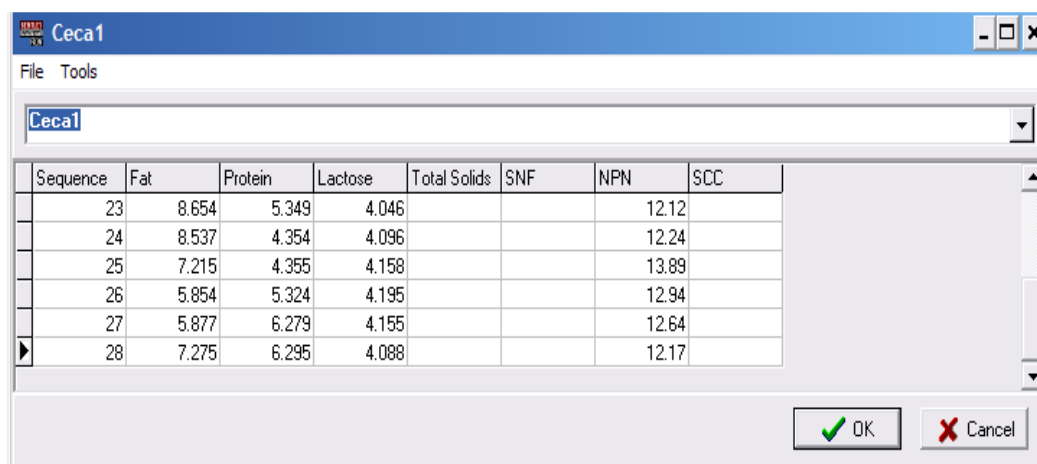 Ceca1
File Tools
Ceca1
Sequence Fat Protein Lactose Total Solids SNF NPN SCC
23 8.654 5.349 4.046 12.12
24 8.537 4.354 4.096 12.24
25 7.215 4.355 4.158 13.89
26 5.854 5.324 4.195 12.94
27 5.877 6.279 4.155 12.64
28 7.275 6.295 4.088 12.17
OK Cancel